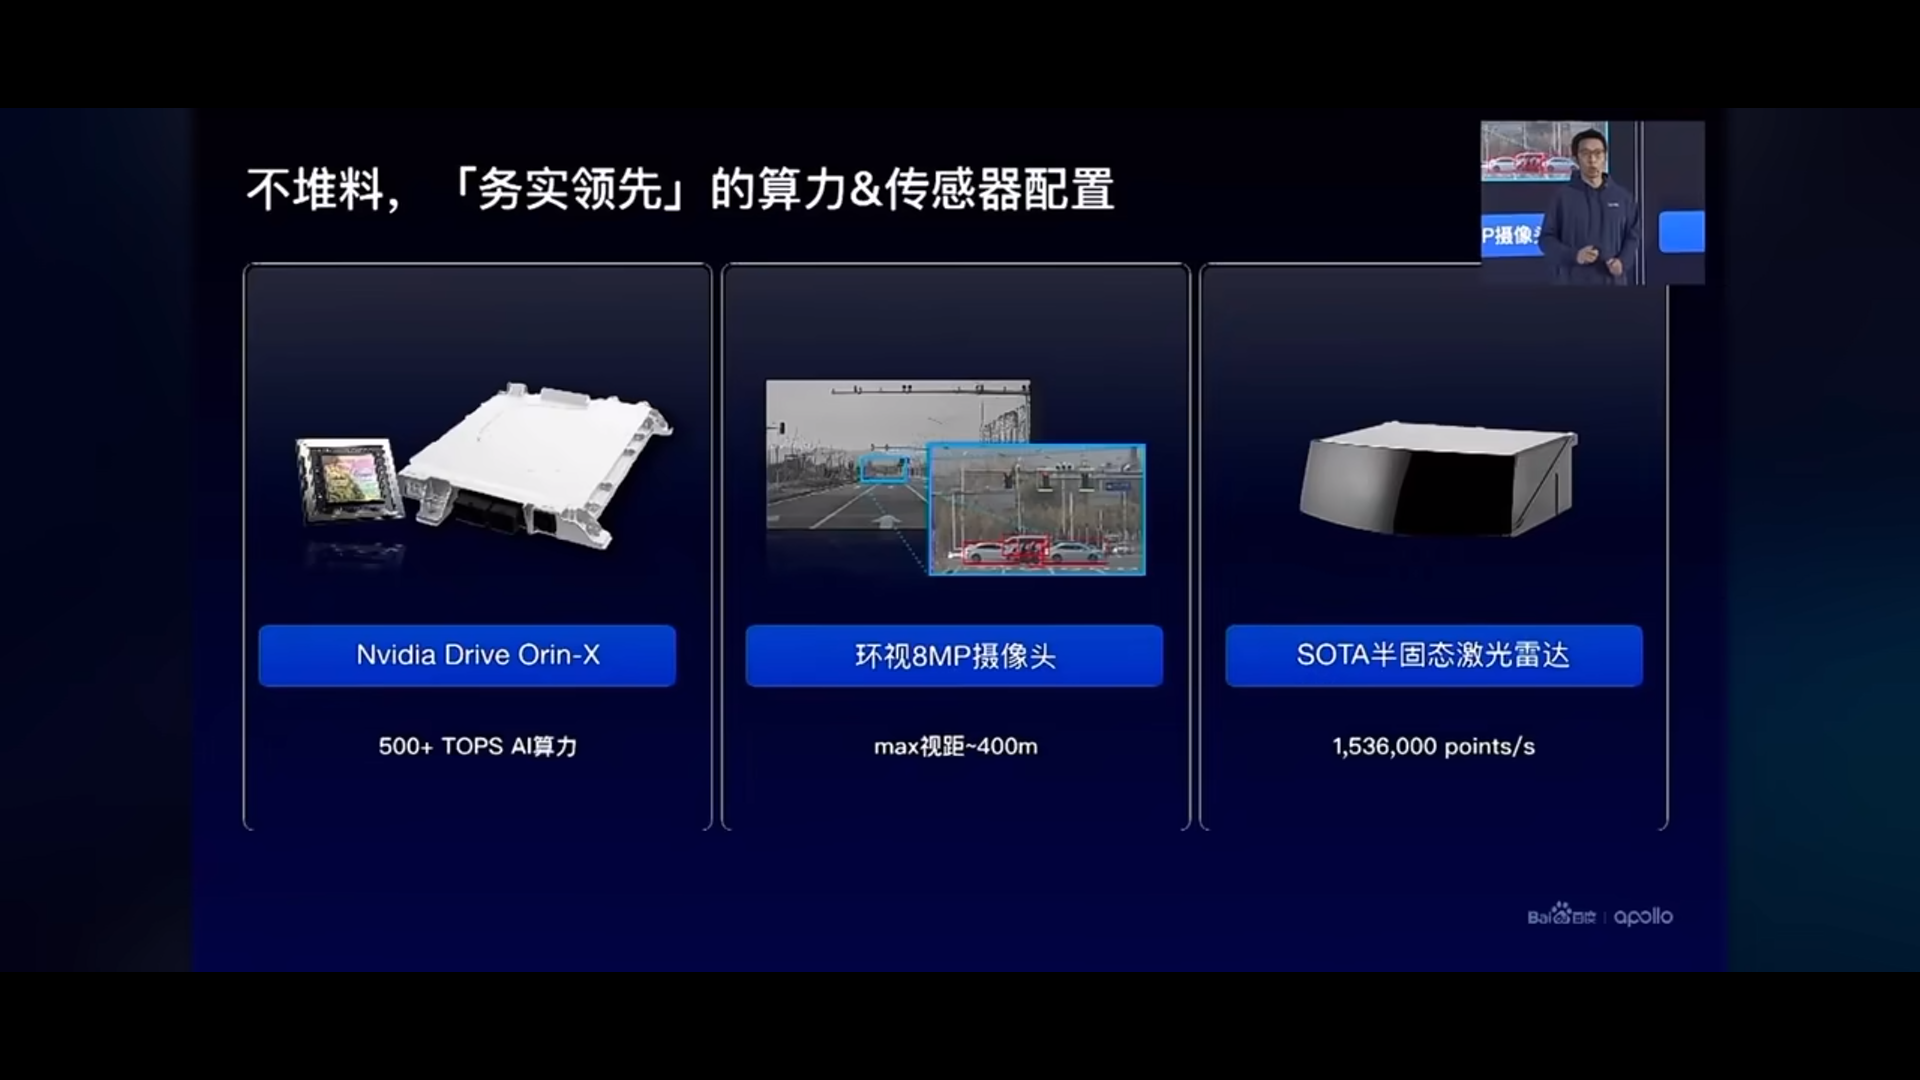 不堆料，「务实领先」的算力&传感器配置
P摄像头
Nvidia Drive Orin-X
环视8MP摄像头
SOTA半固态激光雷达
500+ TOPS AI算力
max视距~400m
1,536,000 points/s
Bai百度 | apollo